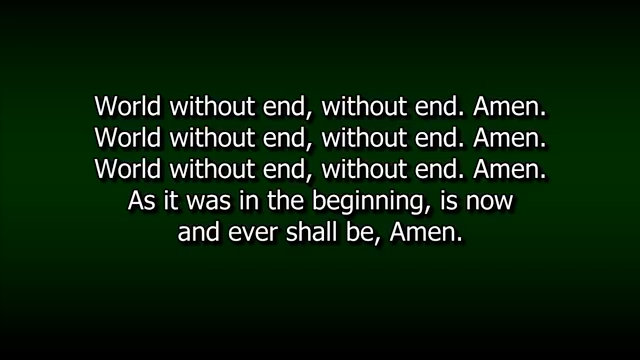 World without end, without end. Amen.
World without end, without end. Amen.
World without end, without end. Amen.
As it was in the beginning, is now
and ever shall be, Amen.